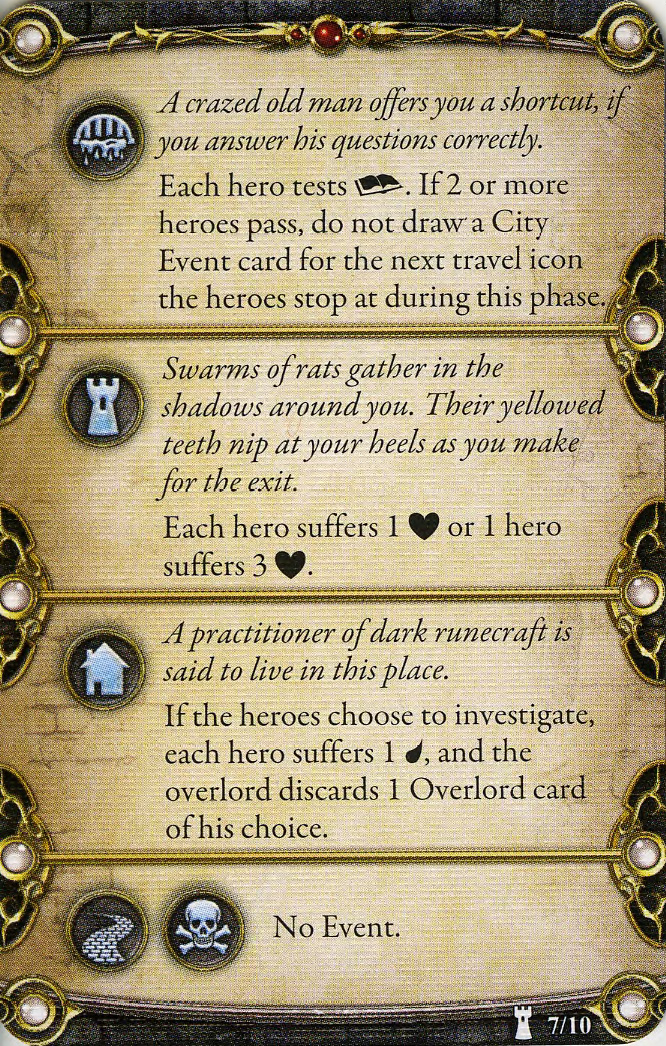 A crazed old man offers you a shortcut, if
you answer his questions correctly.
Each hero tests . If 2 or more
heroes pass, do not draw a City
Event card for the next travel icon
the heroes stop at during this phase.
Swarms of rats gather in the
shadows around you. Their yellowed
teeth nip at your heels as you make
for the exit.
Each hero suffers 1 ♥ or 1 hero
suffers 3 ♥.
A practitioner of dark runecraft is
said to live in this place.
If the heroes choose to investigate,
each hero suffers 1 , and the
overlord discards 1 Overlord card
of his choice.
No Event.
7/10